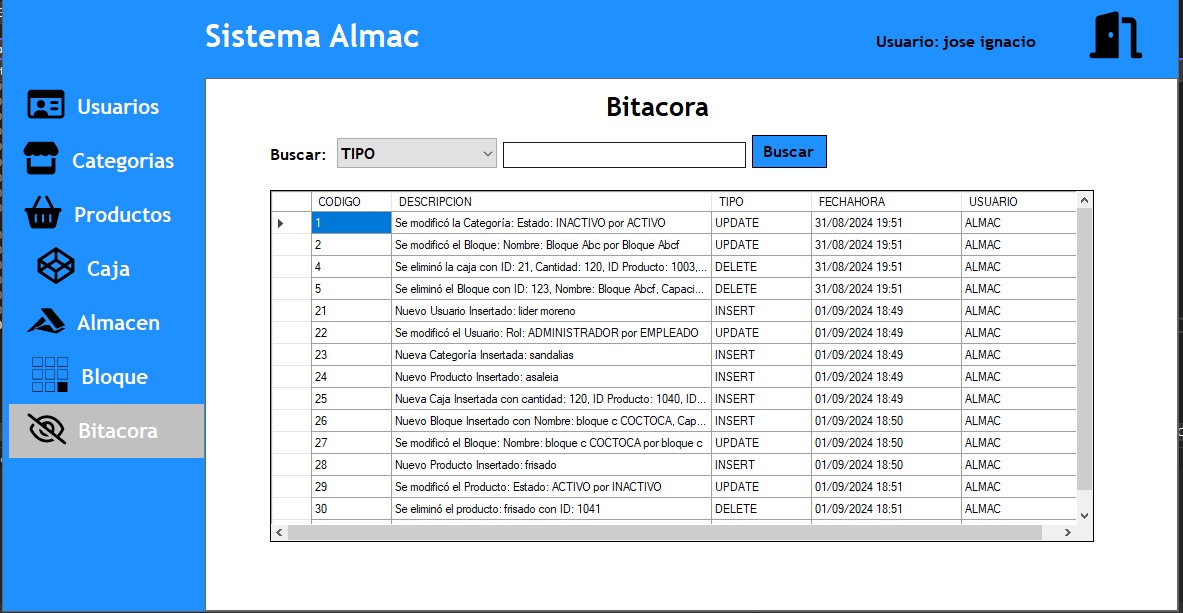 Sistema Almac
Usuario: jose ignacio
Usuarios
Categorias
Productos
Caja
Almacen
Bloque
Bitacora
Bitacora
Buscar: TIPO Buscar
CODIGO DESCRIPCION TIPO FECHAHORA USUARIO
1 Se modificó la Categoría: Estado: INACTIVO por ACTIVO UPDATE 31/08/2024 19:51 ALMAC
2 Se modificó el Bloque: Nombre: Bloque Abc por Bloque Abcf UPDATE 31/08/2024 19:51 ALMAC
4 Se eliminó la caja con ID: 21, Cantidad: 120, ID Producto: 1003,... DELETE 31/08/2024 19:51 ALMAC
5 Se eliminó el Bloque con ID: 123, Nombre: Bloque Abcf, Capaci... DELETE 31/08/2024 19:51 ALMAC
21 Nuevo Usuario Insertado: lider moreno INSERT 01/09/2024 18:49 ALMAC
22 Se modificó el Usuario: Rol: ADMINISTRADOR por EMPLEADO UPDATE 01/09/2024 18:49 ALMAC
23 Nueva Categoría Insertada: sandalias INSERT 01/09/2024 18:49 ALMAC
24 Nuevo Producto Insertado: asaleia INSERT 01/09/2024 18:49 ALMAC
25 Nueva Caja Insertada con cantidad: 120, ID Producto: 1040, ID... INSERT 01/09/2024 18:49 ALMAC
26 Nuevo Bloque Insertado con Nombre: bloque c COCTOCA, Cap... INSERT 01/09/2024 18:50 ALMAC
27 Se modificó el Bloque: Nombre: bloque c COCTOCA por bloque c UPDATE 01/09/2024 18:50 ALMAC
28 Nuevo Producto Insertado: frisado INSERT 01/09/2024 18:50 ALMAC
29 Se modificó el Producto: Estado: ACTIVO por INACTIVO UPDATE 01/09/2024 18:51 ALMAC
30 Se eliminó el producto: frisado con ID: 1041 DELETE 01/09/2024 18:51 ALMAC